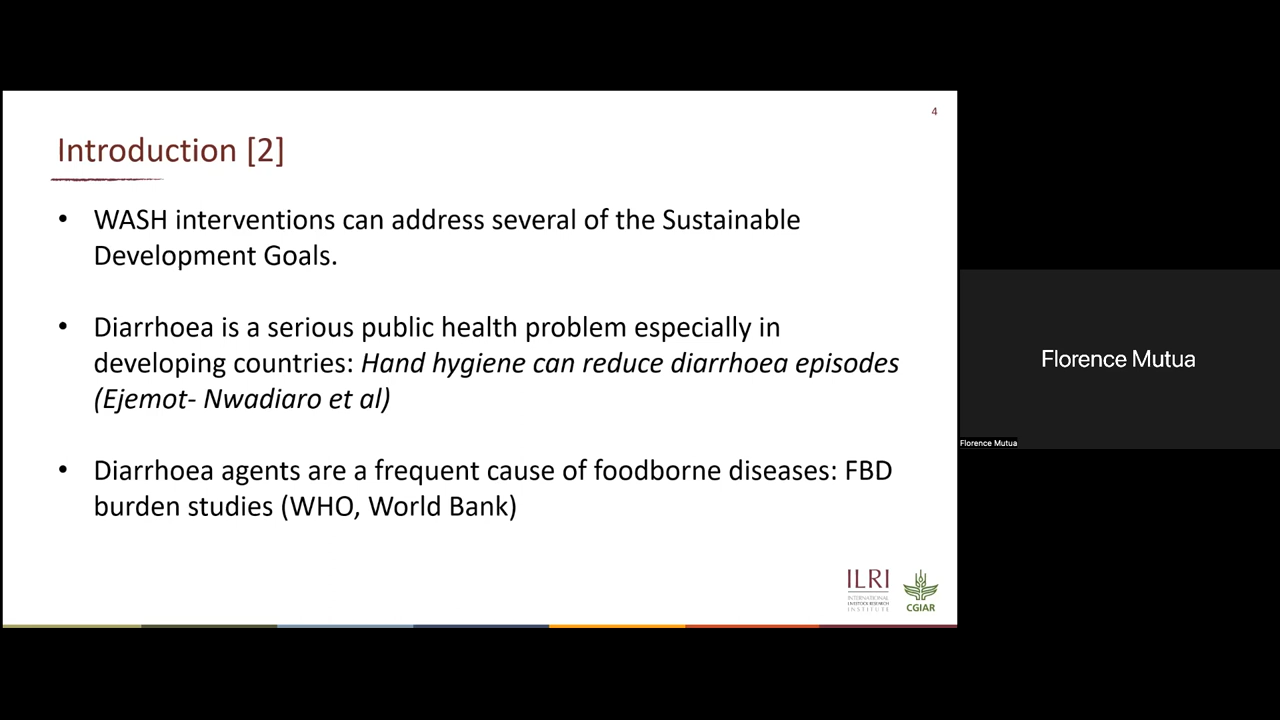 4
Introduction [2]
• WASH interventions can address several of the Sustainable
Development Goals.
• Diarrhoea is a serious public health problem especially in
developing countries: Hand hygiene can reduce diarrhoea episodes
(Ejemot- Nwadiaro et al)
• Diarrhoea agents are a frequent cause of foodborne diseases: FBD
burden studies (WHO, World Bank)
ILRI
INTERNATIONAL
LIVESTOCK RESEARCH
INSTITUTE
CGIAR
Florence Mutua
Florence Mutua